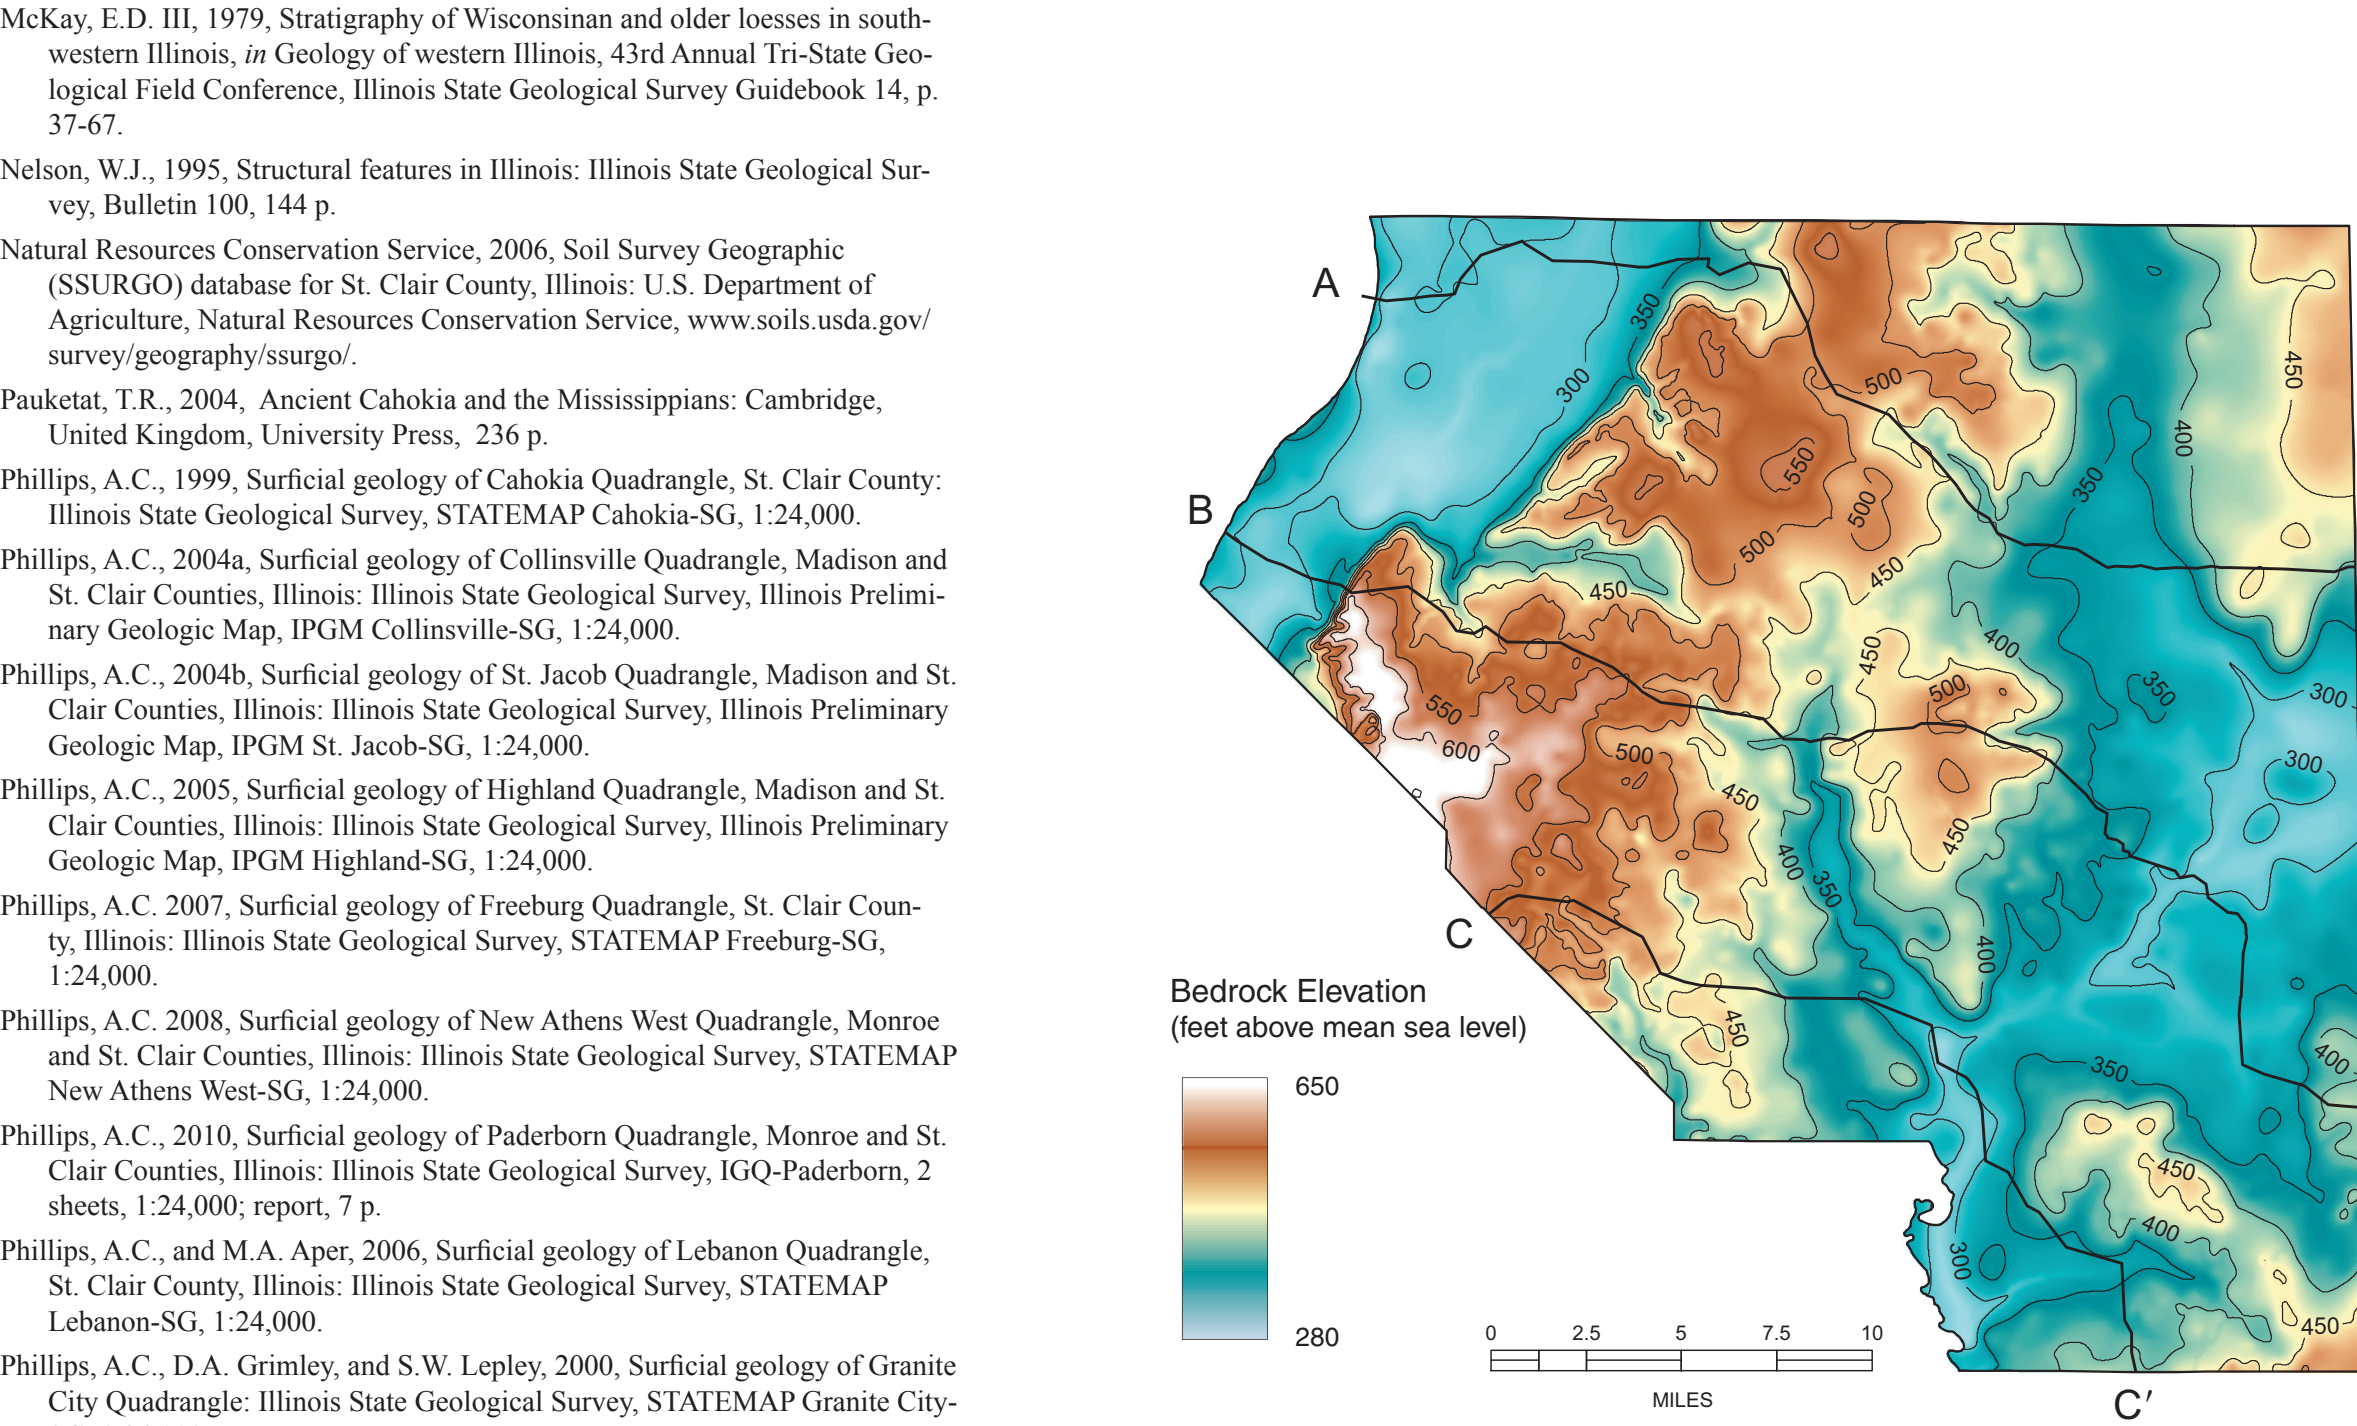 McKay, E.D. III, 1979, Stratigraphy of Wisconsinan and older loesses in south-
western Illinois, in Geology of western Illinois, 43rd Annual Tri-State Geo-
logical Field Conference, Illinois State Geological Survey Guidebook 14, p.
37-67.
Nelson, W.J., 1995, Structural features in Illinois: Illinois State Geological Sur-
vey, Bulletin 100, 144 p.
Natural Resources Conservation Service, 2006, Soil Survey Geographic
(SSURGO) database for St. Clair County, Illinois: U.S. Department of
Agriculture, Natural Resources Conservation Service, www.soils.usda.gov/
survey/geography/ssurgo/.
Pauketat, T.R., 2004, Ancient Cahokia and the Mississippians: Cambridge,
United Kingdom, University Press, 236 p.
Phillips, A.C., 1999, Surficial geology of Cahokia Quadrangle, St. Clair County:
Illinois State Geological Survey, STATEMAP Cahokia-SG, 1:24,000.
Phillips, A.C., 2004a, Surficial geology of Collinsville Quadrangle, Madison and
St. Clair Counties, Illinois: Illinois State Geological Survey, Illinois Prelimi-
nary Geologic Map, IPGM Collinsville-SG, 1:24,000.
Phillips, A.C., 2004b, Surficial geology of St. Jacob Quadrangle, Madison and St.
Clair Counties, Illinois: Illinois State Geological Survey, Illinois Preliminary
Geologic Map, IPGM St. Jacob-SG, 1:24,000.
Phillips, A.C., 2005, Surficial geology of Highland Quadrangle, Madison and St.
Clair Counties, Illinois: Illinois State Geological Survey, Illinois Preliminary
Geologic Map, IPGM Highland-SG, 1:24,000.
Phillips, A.C. 2007, Surficial geology of Freeburg Quadrangle, St. Clair Coun-
ty, Illinois: Illinois State Geological Survey, STATEMAP Freeburg-SG,
1:24,000.
Phillips, A.C. 2008, Surficial geology of New Athens West Quadrangle, Monroe
and St. Clair Counties, Illinois: Illinois State Geological Survey, STATEMAP
New Athens West-SG, 1:24,000.
Phillips, A.C., 2010, Surficial geology of Paderborn Quadrangle, Monroe and St.
Clair Counties, Illinois: Illinois State Geological Survey, IGQ-Paderborn, 2
sheets, 1:24,000; report, 7 p.
Phillips, A.C., and M.A. Aper, 2006, Surficial geology of Lebanon Quadrangle,
St. Clair County, Illinois: Illinois State Geological Survey, STATEMAP
Lebanon-SG, 1:24,000.
Phillips, A.C., D.A. Grimley, and S.W. Lepley, 2000, Surficial geology of Granite
City Quadrangle: Illinois State Geological Survey, STATEMAP Granite City-
A
350
300
500
450
400
350
550
500
500
450
B
450
400
450
500
350
300
550
600
500
300
450
450
400
350
C
400
450
350
400
450
400
300
450
C′
Bedrock Elevation
(feet above mean sea level)
650
280
0 2.5 5 7.5 10
MILES